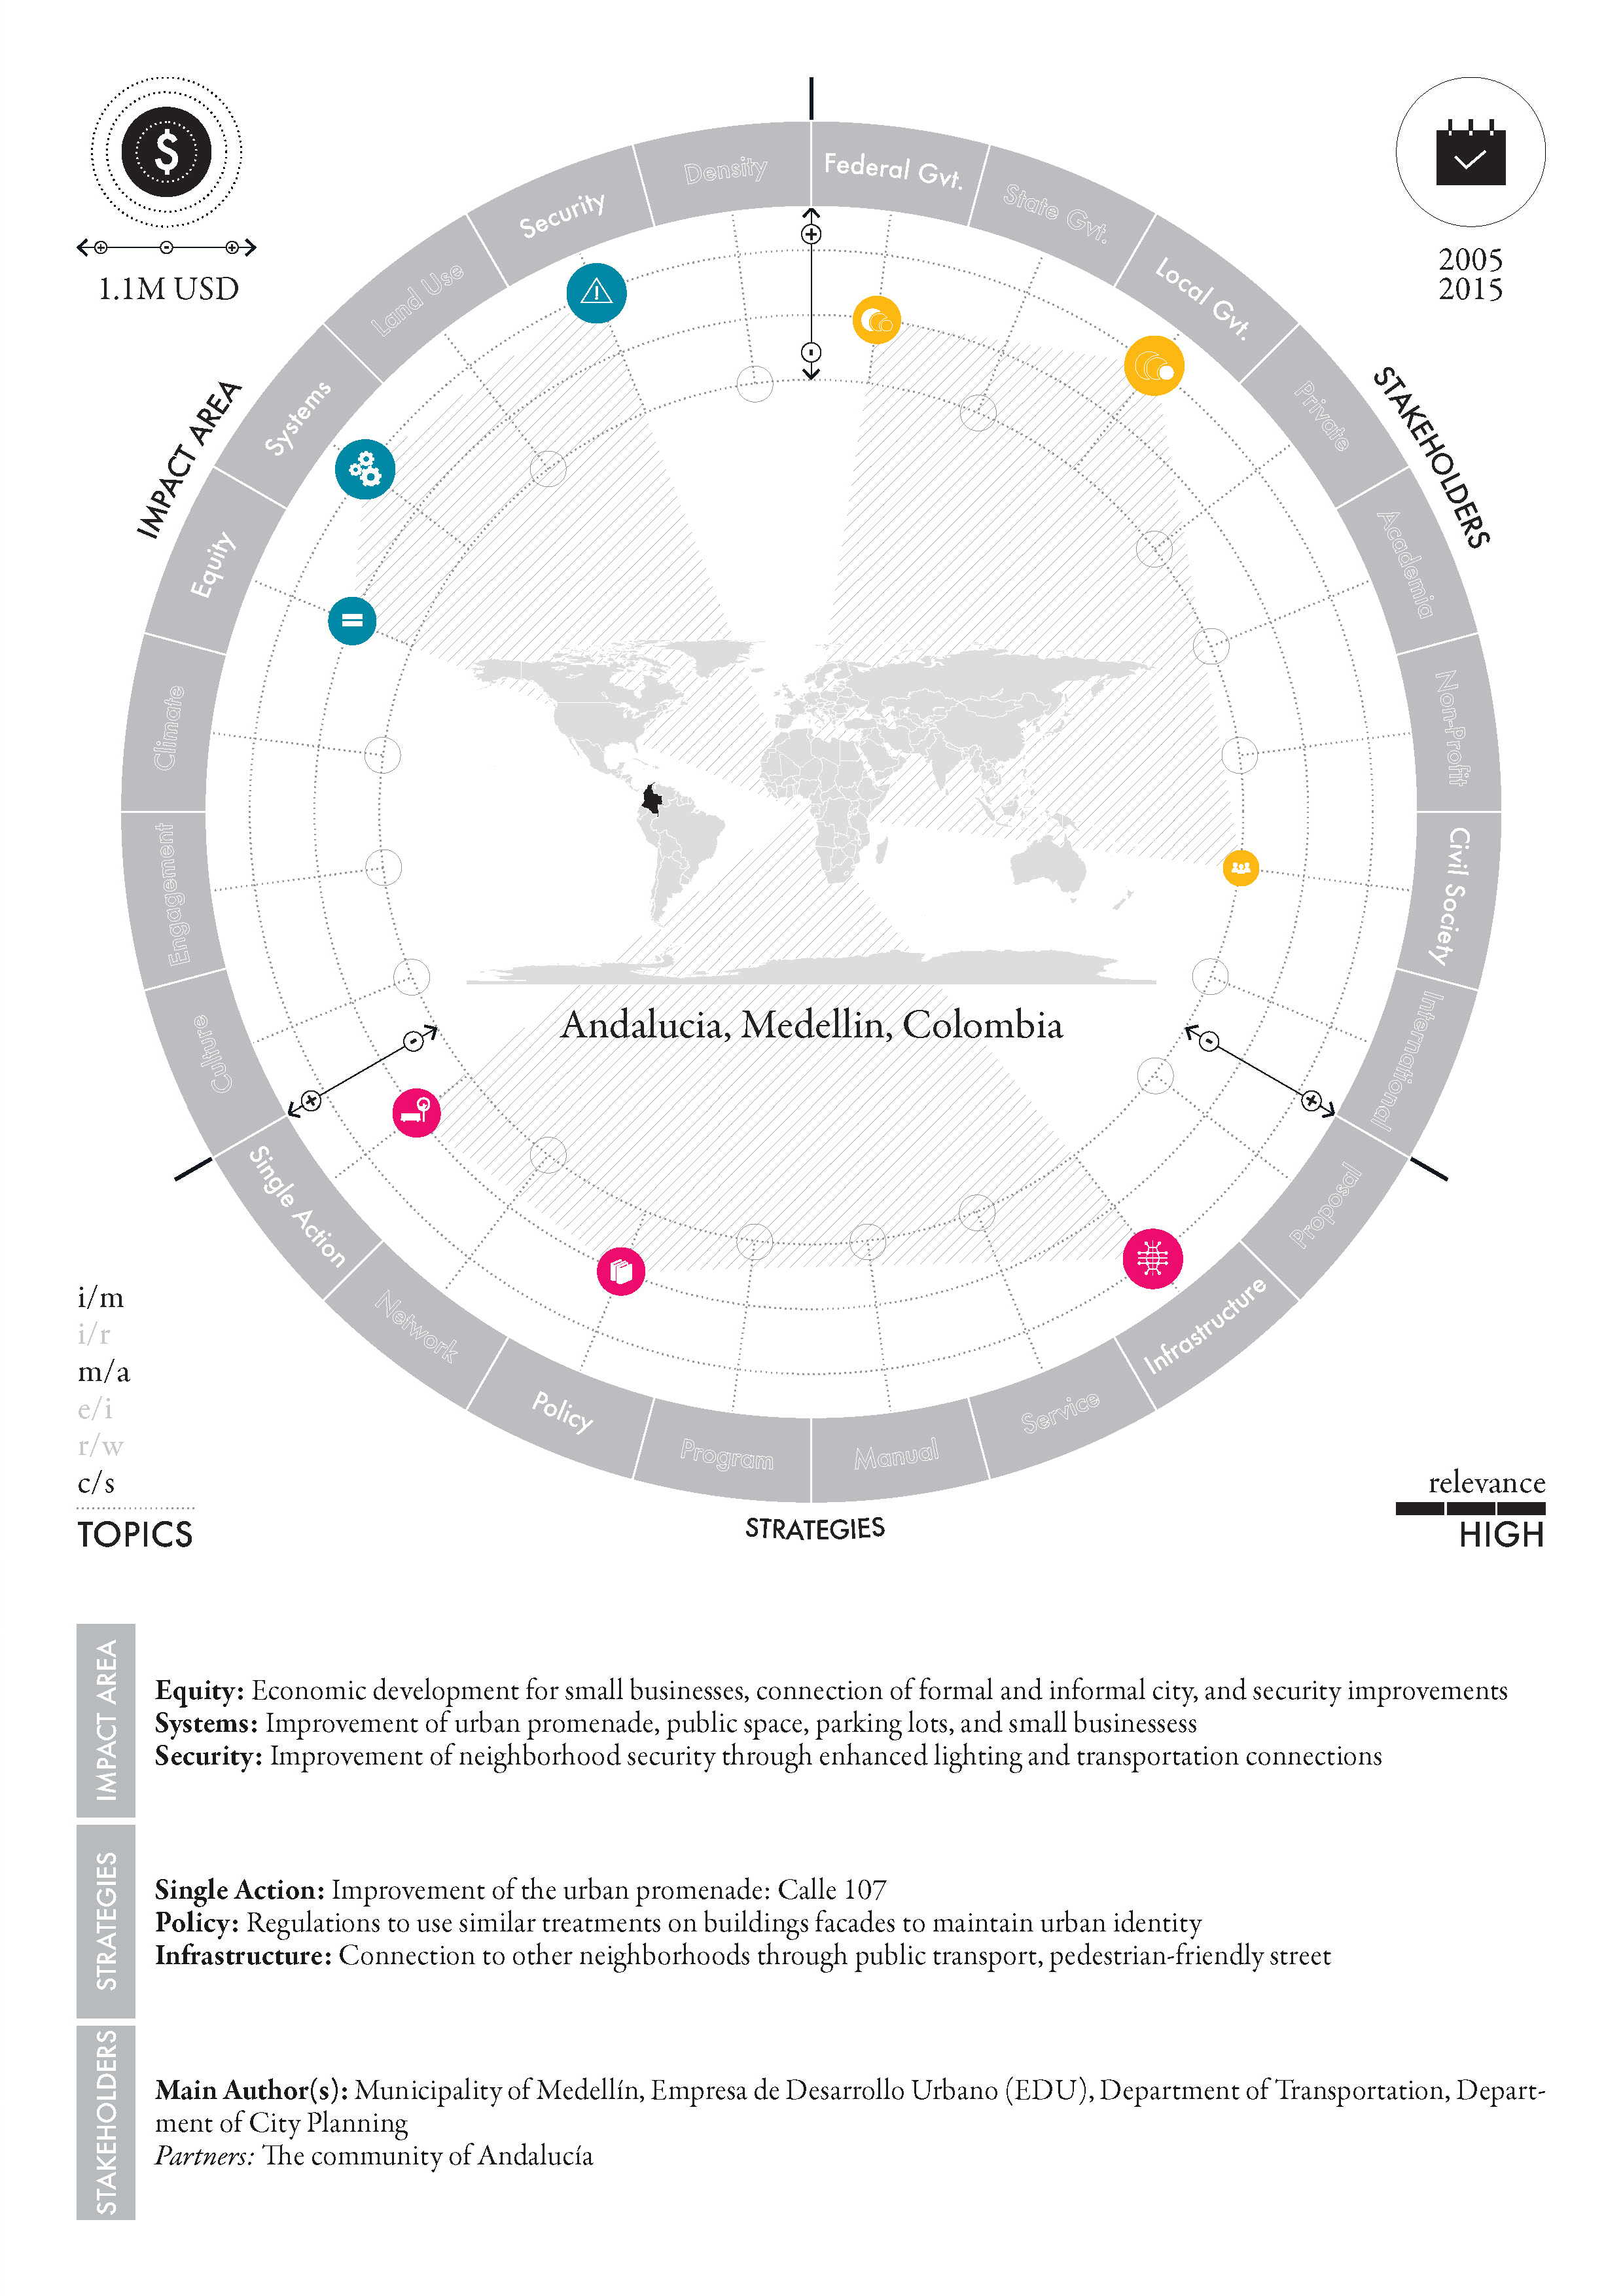 $
1.1M USD
2005
2015
IMPACT AREA
STAKEHOLDERS
Density
Security
Land Use
Systems
Equity
Climate
Engagement
Culture
Federal Gvt.
State Gvt.
Local Gvt.
Private
Academia
Non-Profit
Civil Society
International
Single Action
Network
Policy
Program
Manual
Service
Infrastructure
Proposal
Andalucia, Medellin, Colombia
i/m
i/r
m/a
e/i
r/w
c/s
TOPICS
STRATEGIES
relevance
HIGH
IMPACT AREA
Equity: Economic development for small businesses, connection of formal and informal city, and security improvements
Systems: Improvement of urban promenade, public space, parking lots, and small businessess
Security: Improvement of neighborhood security through enhanced lighting and transportation connections
STRATEGIES
Single Action: Improvement of the urban promenade: Calle 107
Policy: Regulations to use similar treatments on buildings facades to maintain urban identity
Infrastructure: Connection to other neighborhoods through public transport, pedestrian-friendly street
STAKEHOLDERS
Main Author(s): Municipality of Medellín, Empresa de Desarrollo Urbano (EDU), Department of Transportation, Depart-
ment of City Planning
Partners: The community of Andalucía